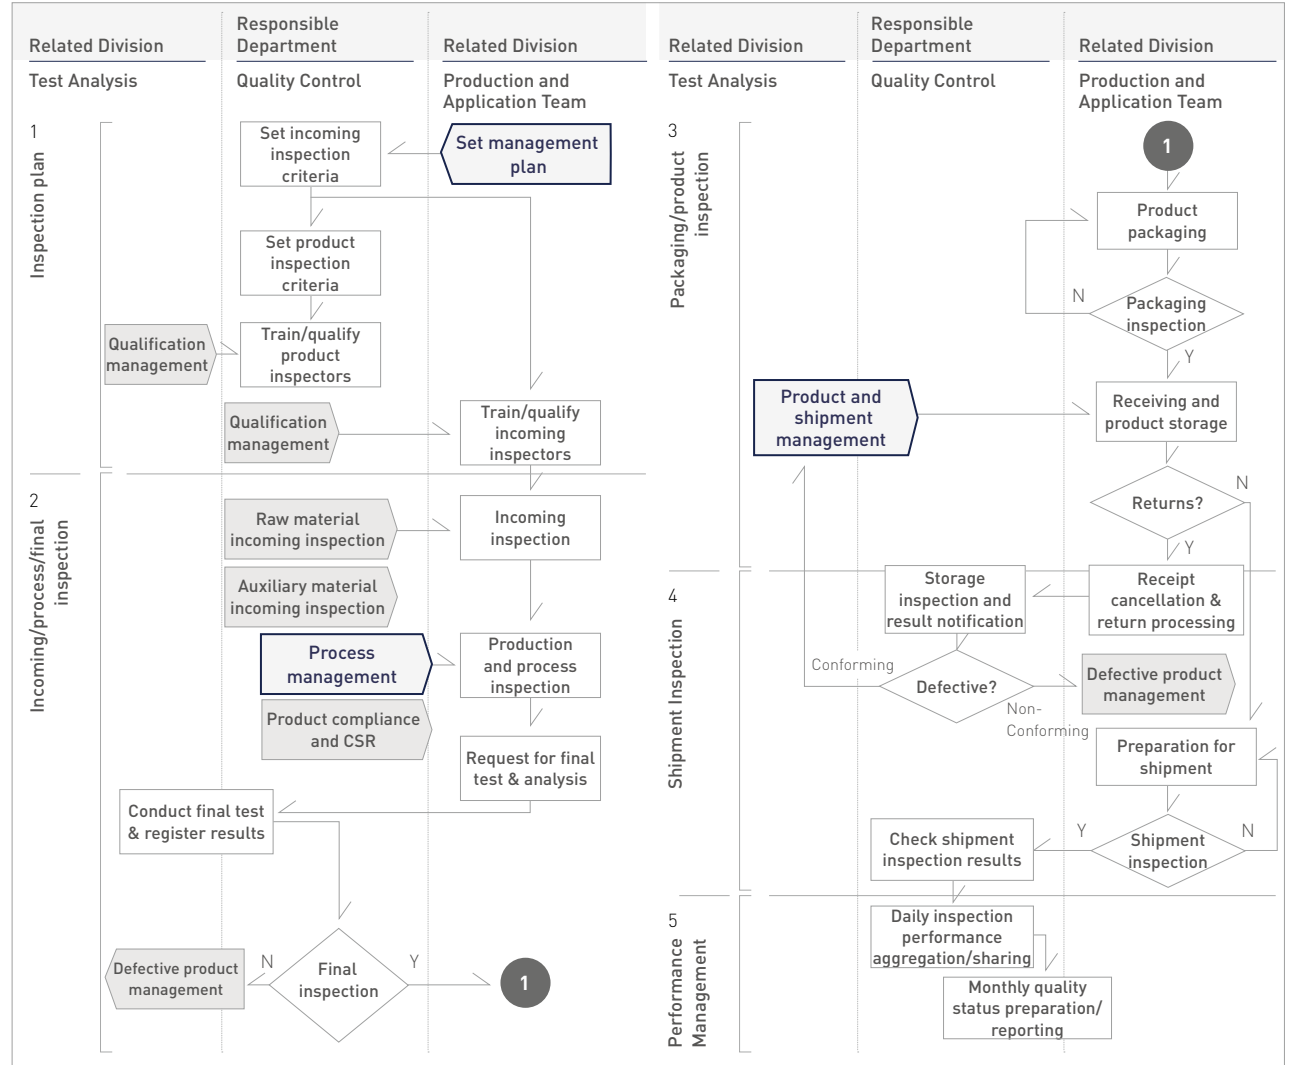 Related Division
Responsible
Department
Related Division
Test Analysis
Quality Control
Production and
Application Team
1
Inspection plan
Set incoming
inspection
criteria
Set management
plan
Set product
inspection
criteria
Qualification
management
Train/qualify
product
inspectors
Qualification
management
Train/qualify
incoming
inspectors
2
Incoming/process/final
inspection
Raw material
incoming inspection
Incoming
inspection
Auxiliary material
incoming inspection
Process
management
Production
and process
inspection
Product compliance
and CSR
Request for final
test & analysis
Conduct final test
& register results
Defective product
management
N
Final
inspection
Y
1
Related Division
Responsible
Department
Related Division
Test Analysis
Quality Control
Production and
Application Team
3
Packaging/product
inspection
1
Product
packaging
N
Packaging
inspection
Y
Product and
shipment
management
Receiving and
product storage
N
Returns?
Y
4
Shipment Inspection
Storage
inspection and
result notification
Receipt
cancellation &
return processing
Conforming
Defective?
Non-
Conforming
Defective product
management
Preparation for
shipment
Check shipment
inspection results
Y
Shipment
inspection
N
5
Performance
Management
Daily inspection
performance
aggregation/sharing
Monthly quality
status preparation/
reporting